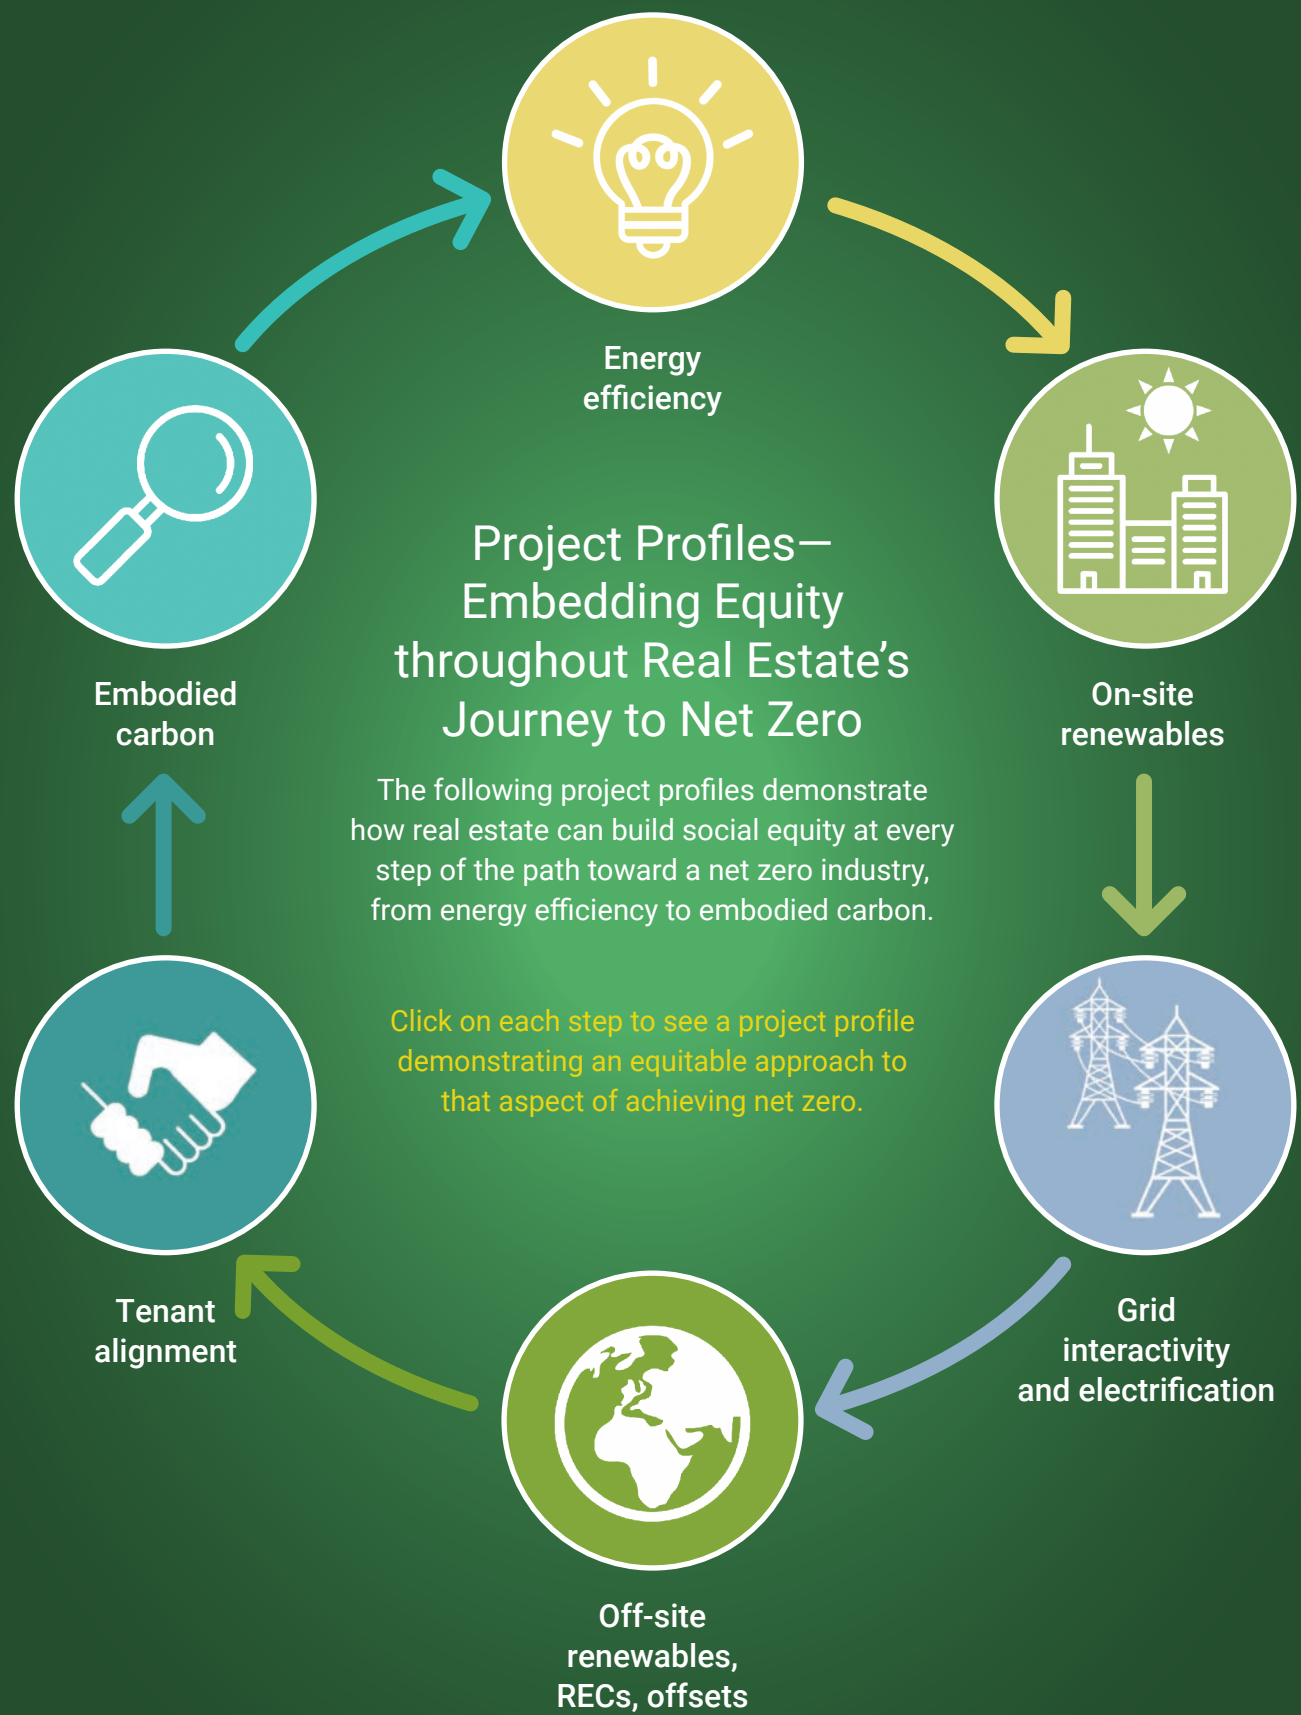 Energy
efficiency
Project Profiles—
Embedding Equity
throughout Real Estate’s
Journey to Net Zero
The following project profiles demonstrate
how real estate can build social equity at every
step of the path toward a net zero industry,
from energy efficiency to embodied carbon.
Click on each step to see a project profile
demonstrating an equitable approach to
that aspect of achieving net zero.
On-site
renewables
Grid
interactivity
and electrification
Off-site
renewables,
RECs, offsets
Tenant
alignment
Embodied
carbon